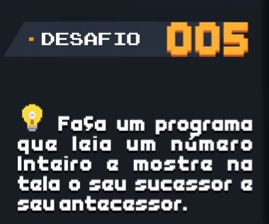 DESAFIO 005
Faça um programa
que leia um número
Inteiro e mostre na
tela o seu sucessor e
seu antecessor.